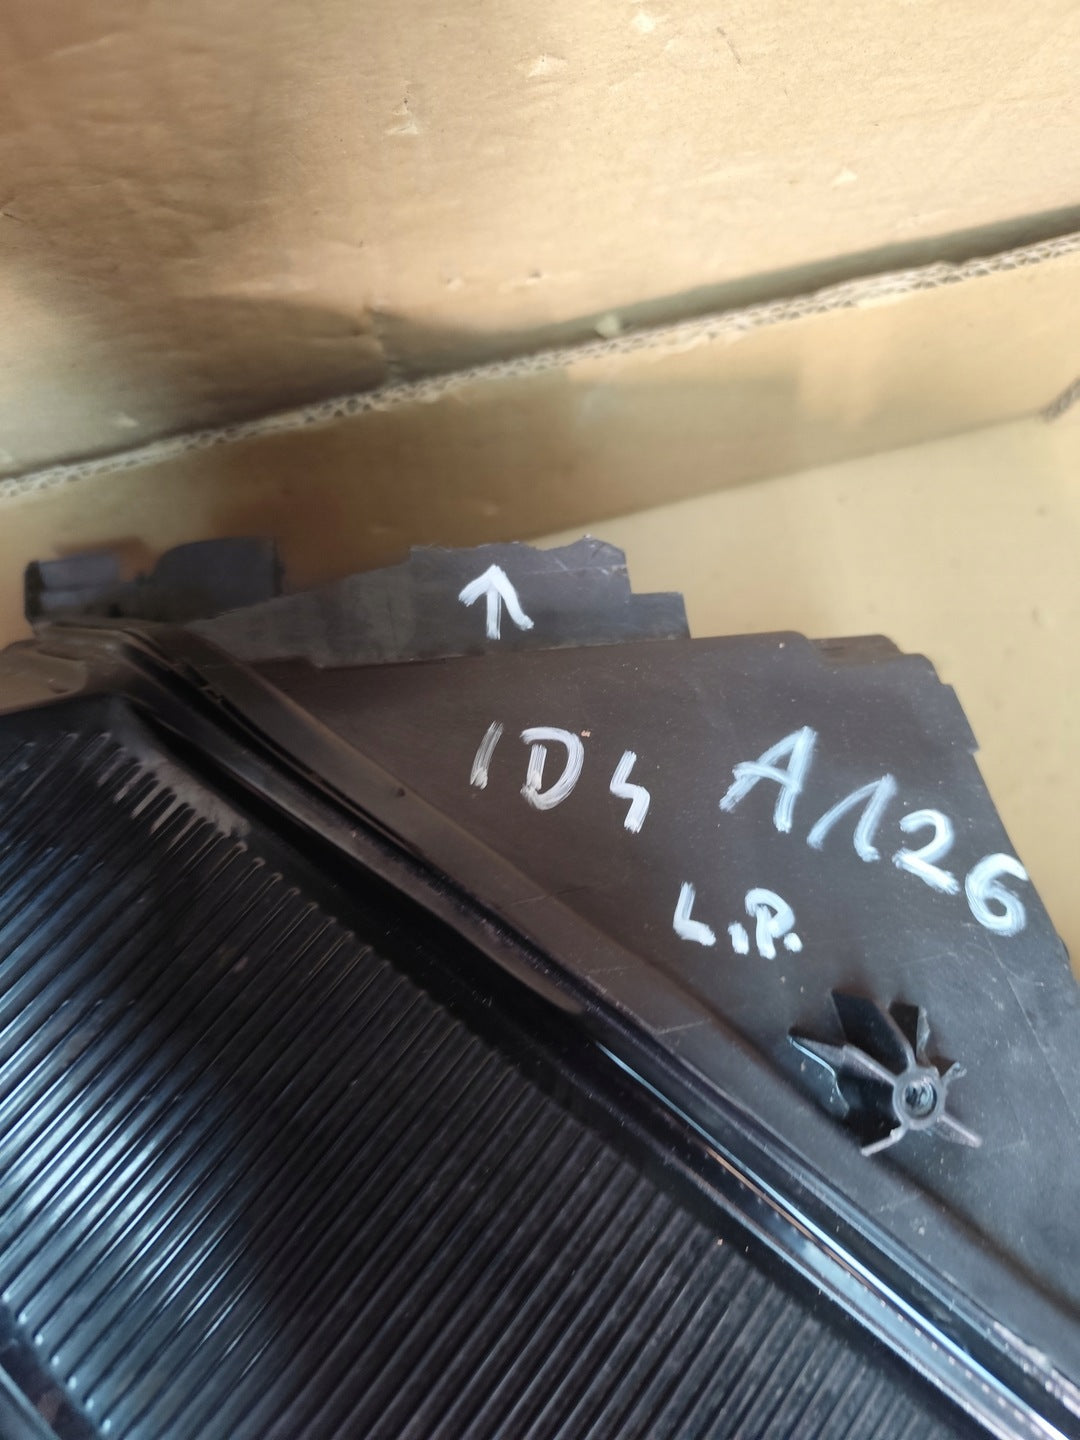 ↑
ID4 A126
L.P.